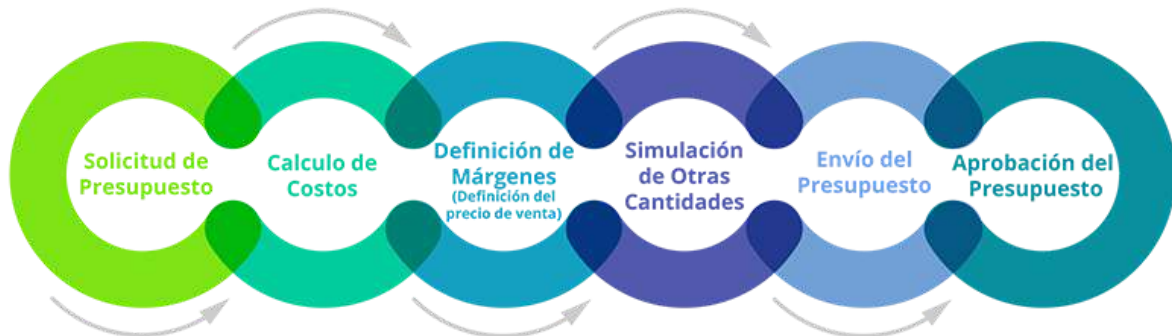 Solicitud de
Presupuesto
Calculo de
Costos
Definición de
Márgenes
(Definición del
precio de venta)
Simulación
de Otras
Cantidades
Envío del
Presupuesto
Aprobación del
Presupuesto